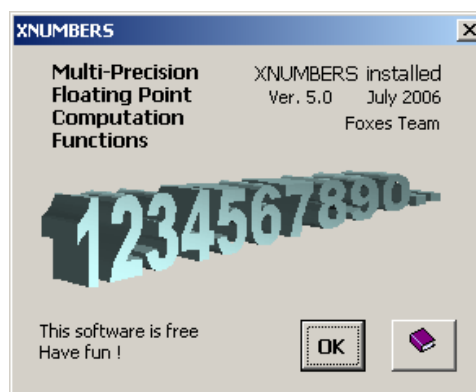 XNUMBERS
Multi-Precision
Floating Point
Computation
Functions
XNUMBERS installed
Ver. 5.0 July 2006
Foxes Team
1234567890...
This software is free
Have fun !
OK